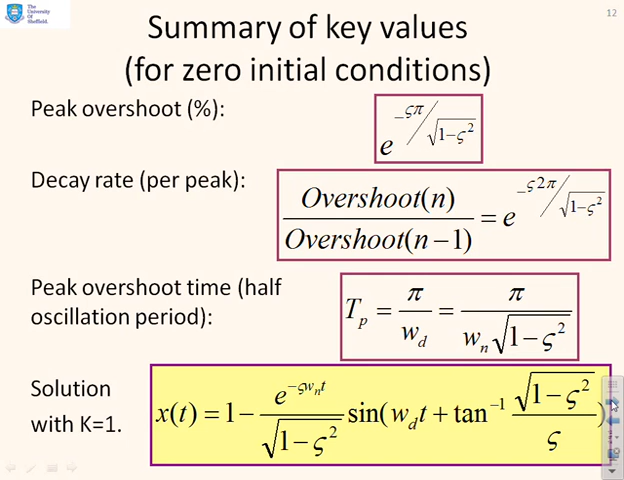 The
University
Of
Sheffield.
12
Summary of key values
(for zero initial conditions)
Peak overshoot (%):
e^{-ςπ/√(1-ς²)}
Decay rate (per peak):
Overshoot(n) / Overshoot(n-1) = e^{-ς2π/√(1-ς²)}
Peak overshoot time (half
oscillation period):
T_p = π/w_d = π/(w_n√(1-ς²))
Solution
with K=1.
x(t) = 1 - (e^{-ςw_n t}/√(1-ς²)) sin(w_d t + tan⁻¹ √(1-ς²)/ς)